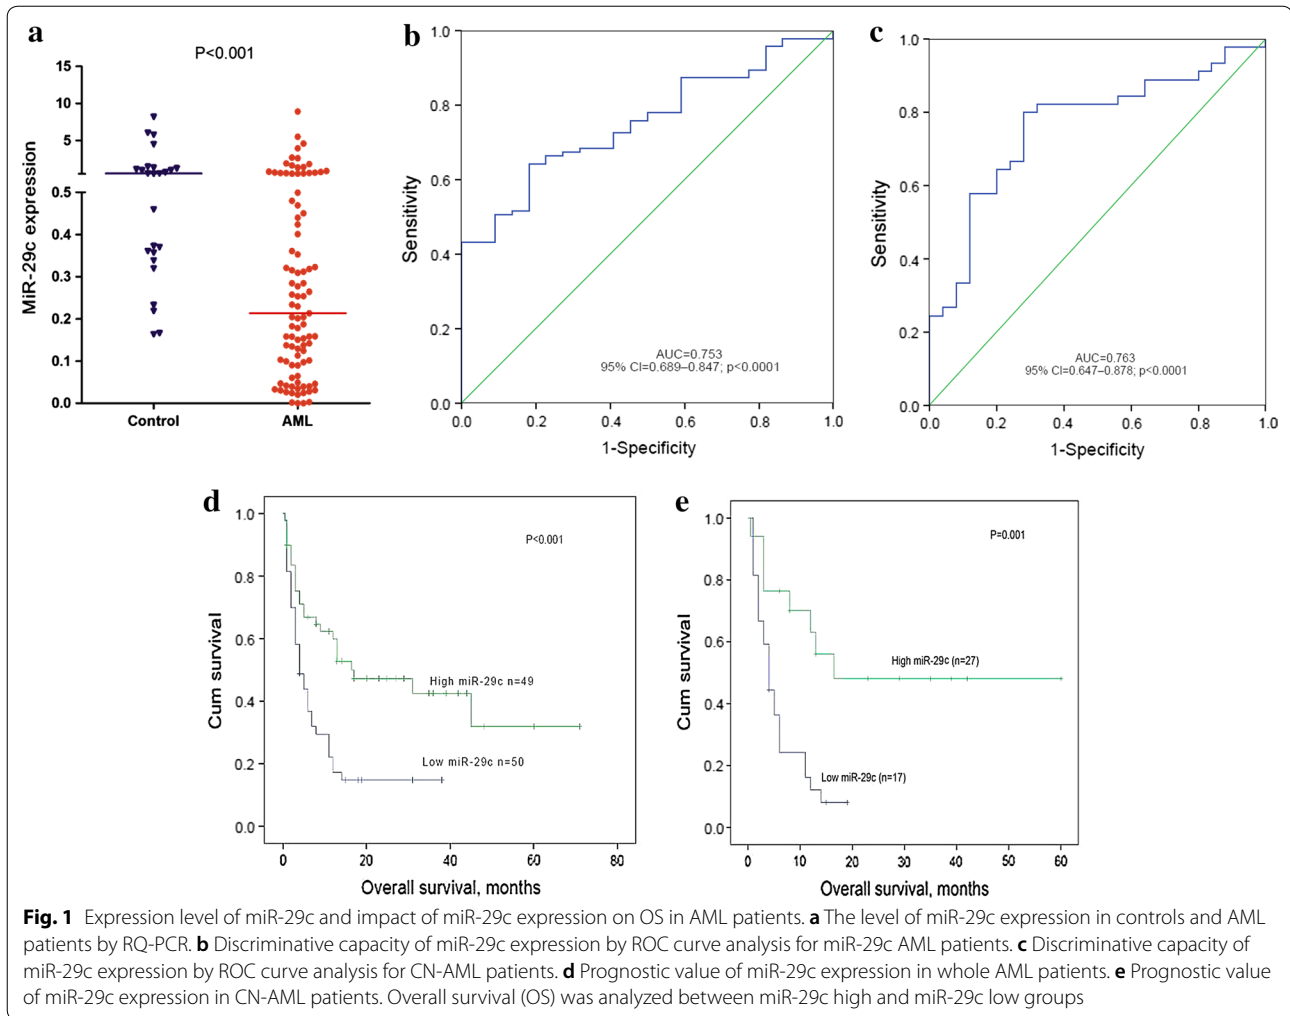 a
P<0.001
15
10
5
0.5
0.4
0.3
0.2
0.1
0.0
MiR-29c expression
Control
AML
b
1.0
0.8
0.6
0.4
0.2
0.0
Sensitivity
AUC=0.753
95% CI=0.689–0.847; p<0.0001
0.0 0.2 0.4 0.6 0.8 1.0
1-Specificity
c
1.0
0.8
0.6
0.4
0.2
0.0
Sensitivity
AUC=0.763
95% CI=0.647–0.878; p<0.0001
0.0 0.2 0.4 0.6 0.8 1.0
1-Specificity
d
1.0
0.8
0.6
0.4
0.2
0.0
Cum survival
P<0.001
High miR-29c n=49
Low miR-29c n=50
0 20 40 60 80
Overall survival, months
e
1.0
0.8
0.6
0.4
0.2
0.0
Cum survival
P=0.001
High miR-29c (n=27)
Low miR-29c (n=17)
0 10 20 30 40 50 60
Overall survival, months
Fig. 1 Expression level of miR-29c and impact of miR-29c expression on OS in AML patients. a The level of miR-29c expression in controls and AML
patients by RQ-PCR. b Discriminative capacity of miR-29c expression by ROC curve analysis for miR-29c AML patients. c Discriminative capacity of
miR-29c expression by ROC curve analysis for CN-AML patients. d Prognostic value of miR-29c expression in whole AML patients. e Prognostic value
of miR-29c expression in CN-AML patients. Overall survival (OS) was analyzed between miR-29c high and miR-29c low groups